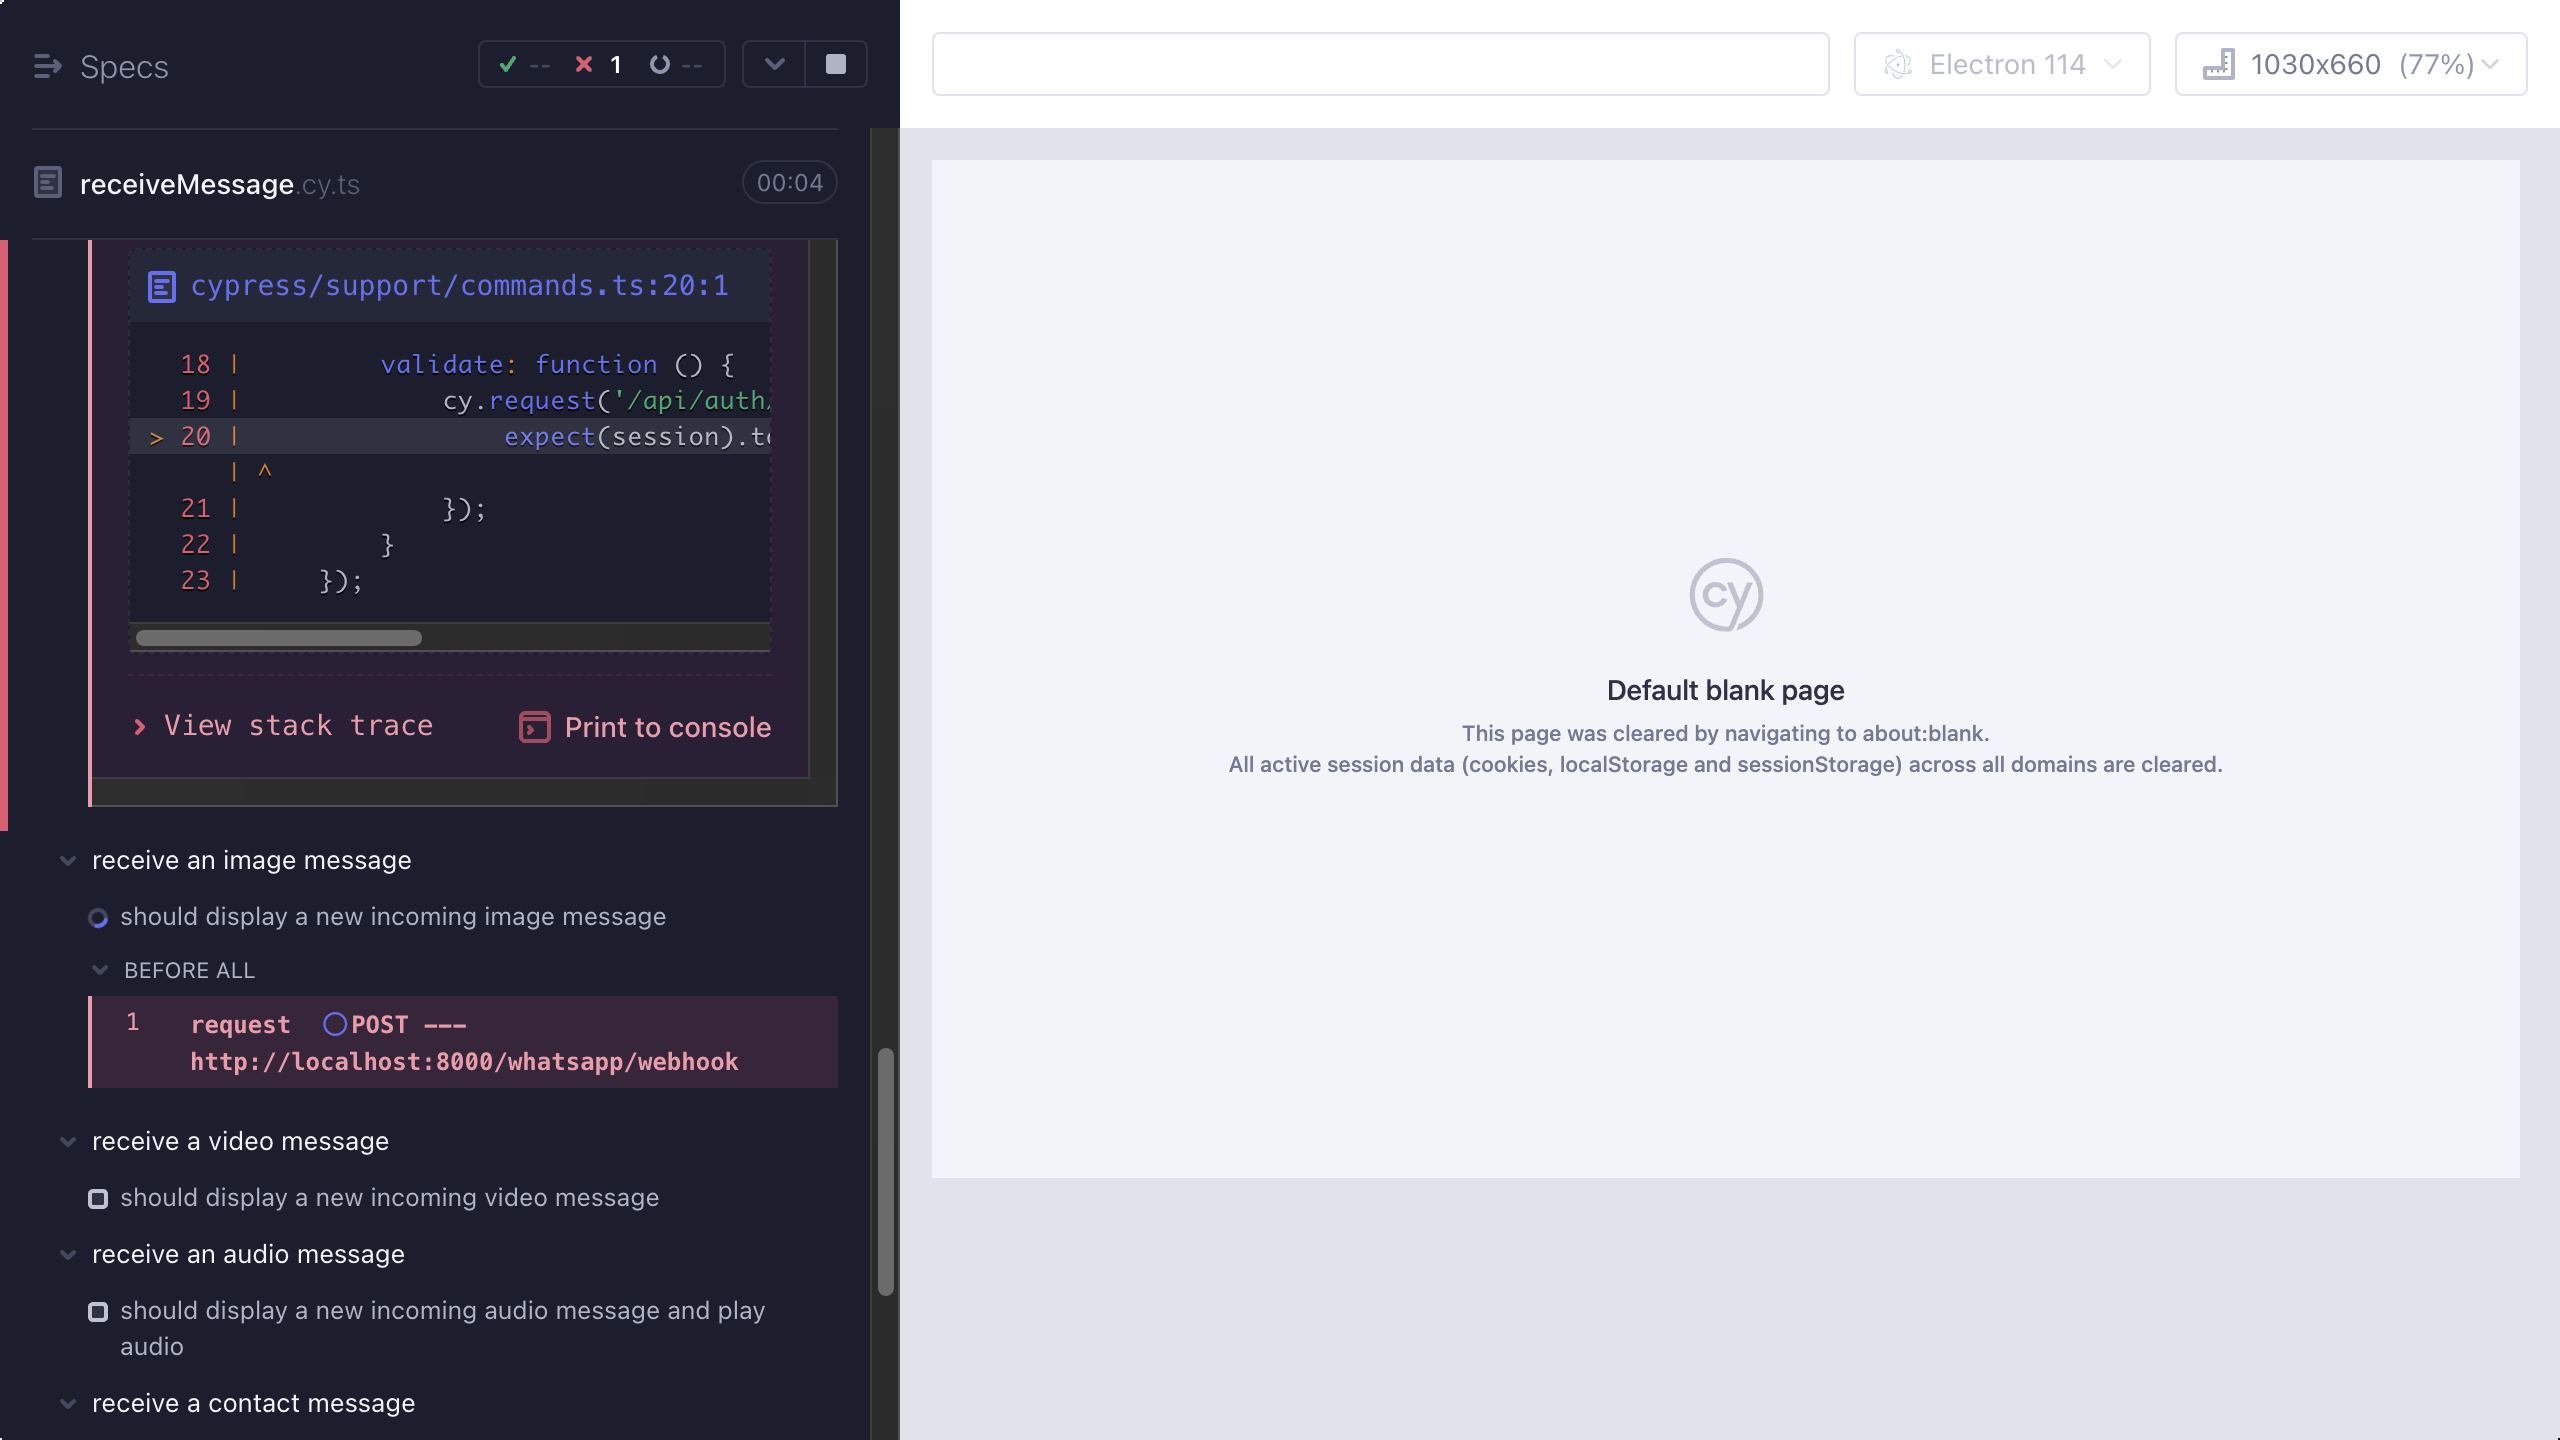 Specs
-- 1 --
receiveMessage.cy.ts
00:04
cypress/support/commands.ts:20:1
18 | validate: function () {
19 | cy.request('/api/auth/
> 20 | expect(session).to
| ^
21 | });
22 | }
23 | });
View stack trace
Print to console
receive an image message
should display a new incoming image message
BEFORE ALL
1 request POST ---
http://localhost:8000/whatsapp/webhook
receive a video message
should display a new incoming video message
receive an audio message
should display a new incoming audio message and play
audio
receive a contact message
Electron 114
1030x660 (77%)
cy
Default blank page
This page was cleared by navigating to about:blank.
All active session data (cookies, localStorage and sessionStorage) across all domains are cleared.